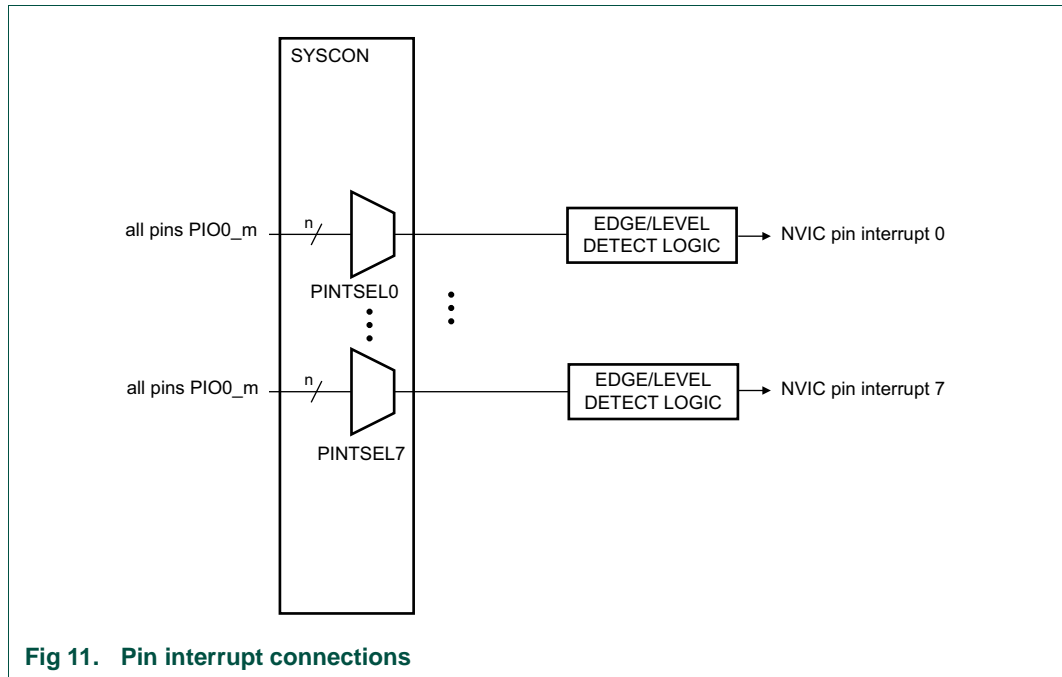 SYSCON
all pins PIO0_m
n
EDGE/LEVEL
DETECT LOGIC
NVIC pin interrupt 0
PINTSEL0
all pins PIO0_m
n
EDGE/LEVEL
DETECT LOGIC
NVIC pin interrupt 7
PINTSEL7
Fig 11. Pin interrupt connections